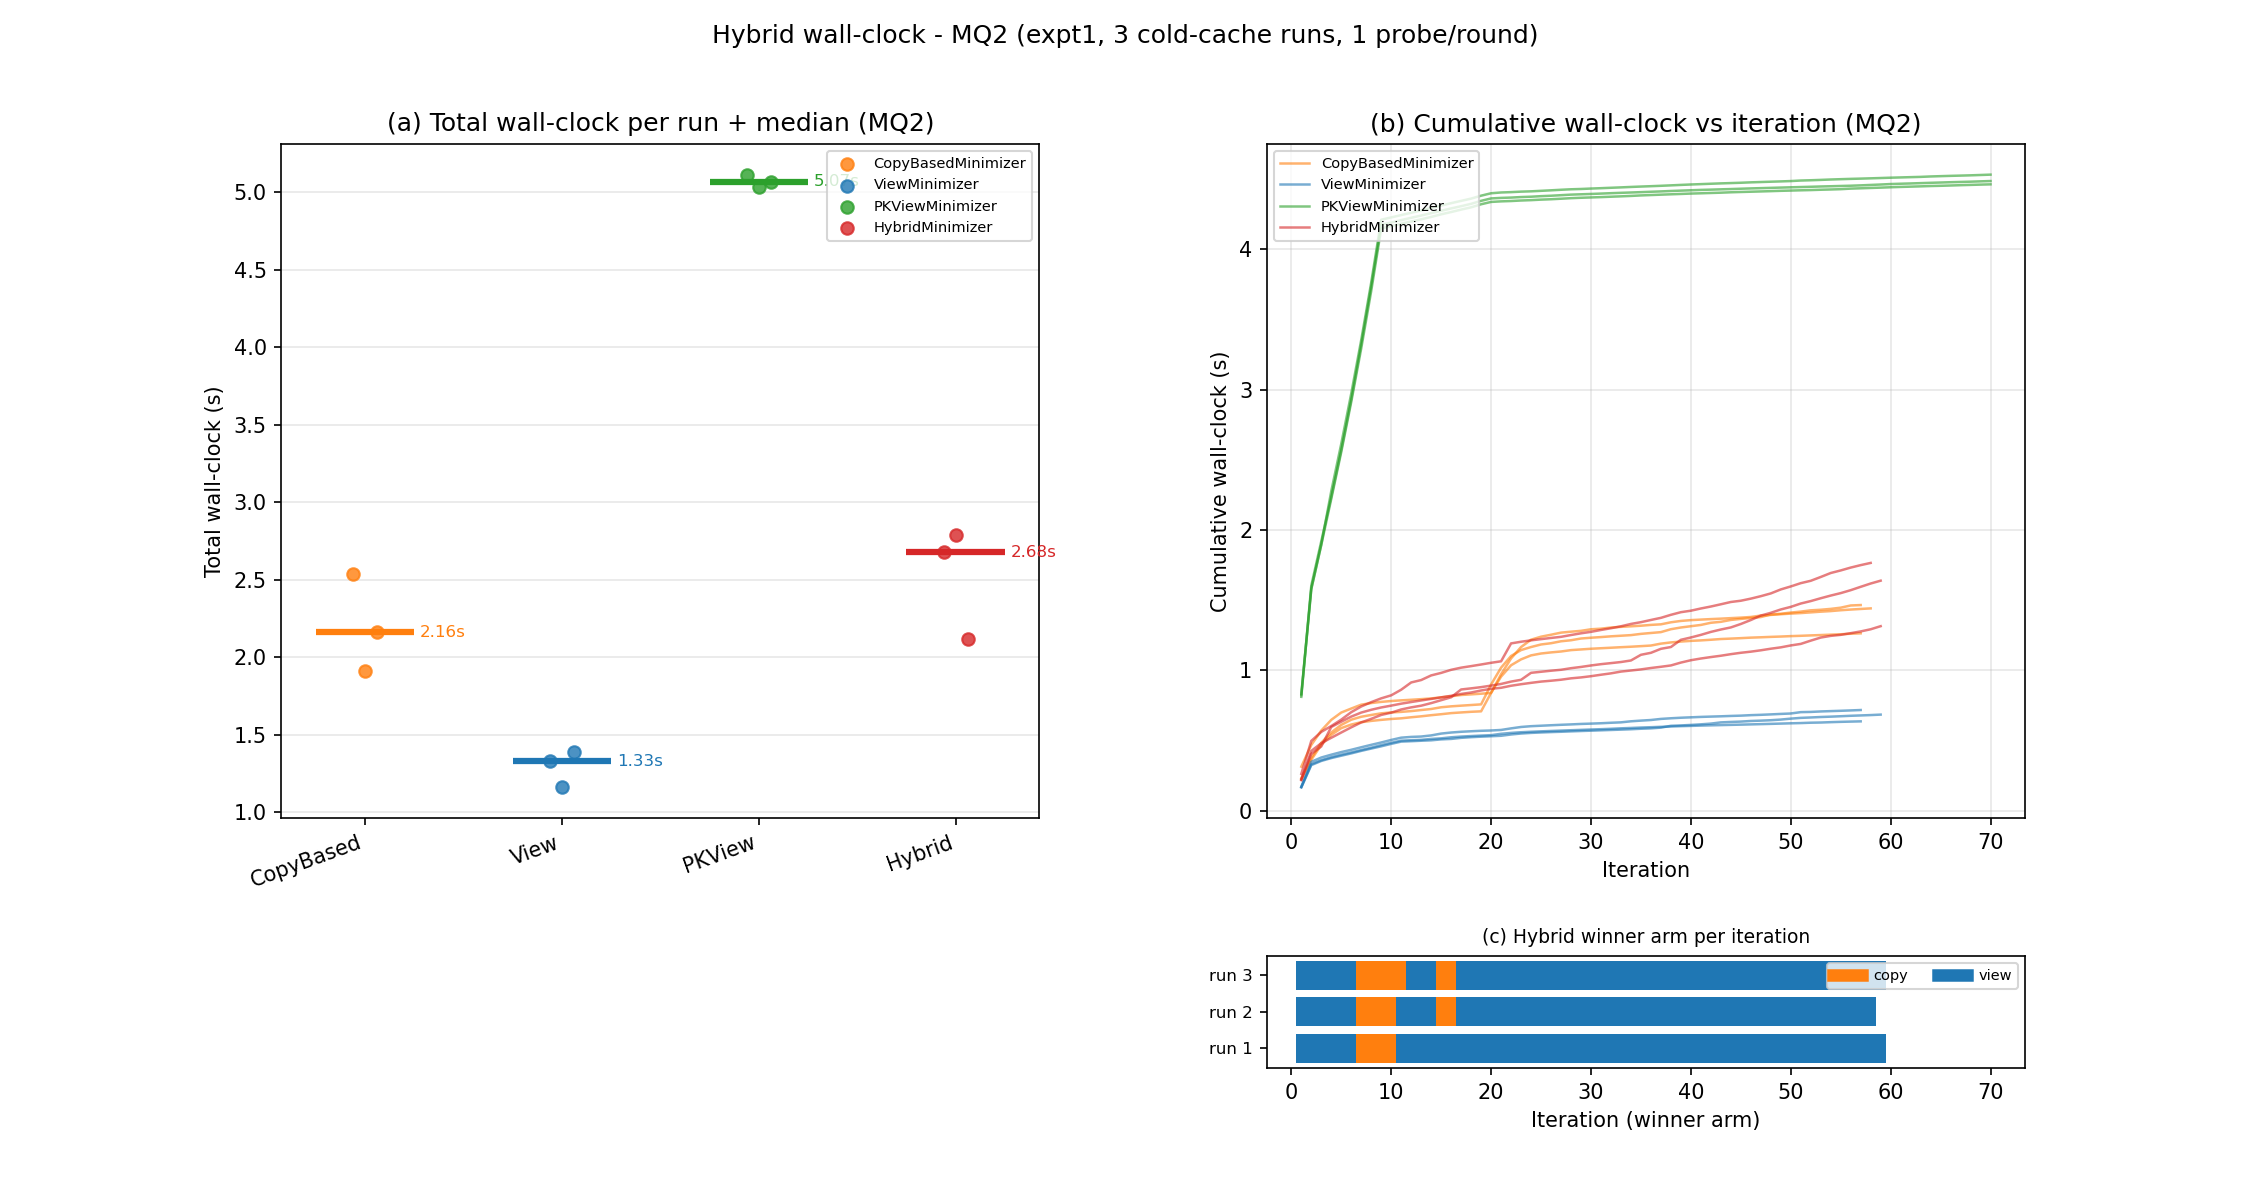 Hybrid wall-clock - MQ2 (expt1, 3 cold-cache runs, 1 probe/round)
(a) Total wall-clock per run + median (MQ2)
Total wall-clock (s)
5.0
4.5
4.0
3.5
3.0
2.5
2.0
1.5
1.0
CopyBased
View
PKView
Hybrid
2.16s
1.33s
5.07s
2.68s
CopyBasedMinimizer
ViewMinimizer
PKViewMinimizer
HybridMinimizer
(b) Cumulative wall-clock vs iteration (MQ2)
Cumulative wall-clock (s)
4
3
2
1
0
CopyBasedMinimizer
ViewMinimizer
PKViewMinimizer
HybridMinimizer
0 10 20 30 40 50 60 70
Iteration
(c) Hybrid winner arm per iteration
run 3
run 2
run 1
copy view
0 10 20 30 40 50 60 70
Iteration (winner arm)